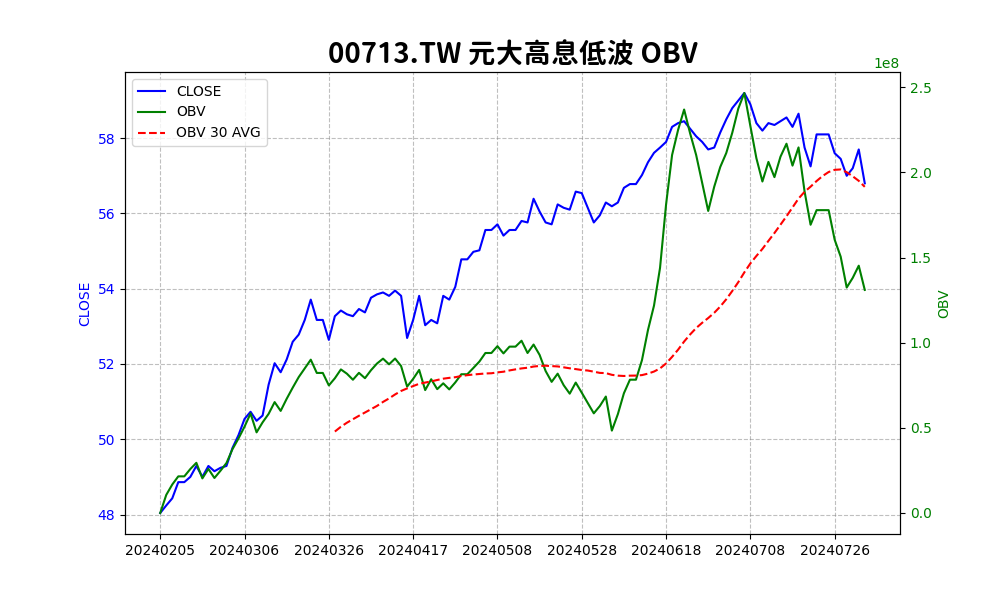 00713.TW 元大高息低波 OBV
1e8
CLOSE
OBV
OBV 30 AVG
58
56
54
52
50
48
CLOSE
2.5
2.0
1.5
1.0
0.5
0.0
OBV
20240205 20240306 20240326 20240417 20240508 20240528 20240618 20240708 20240726